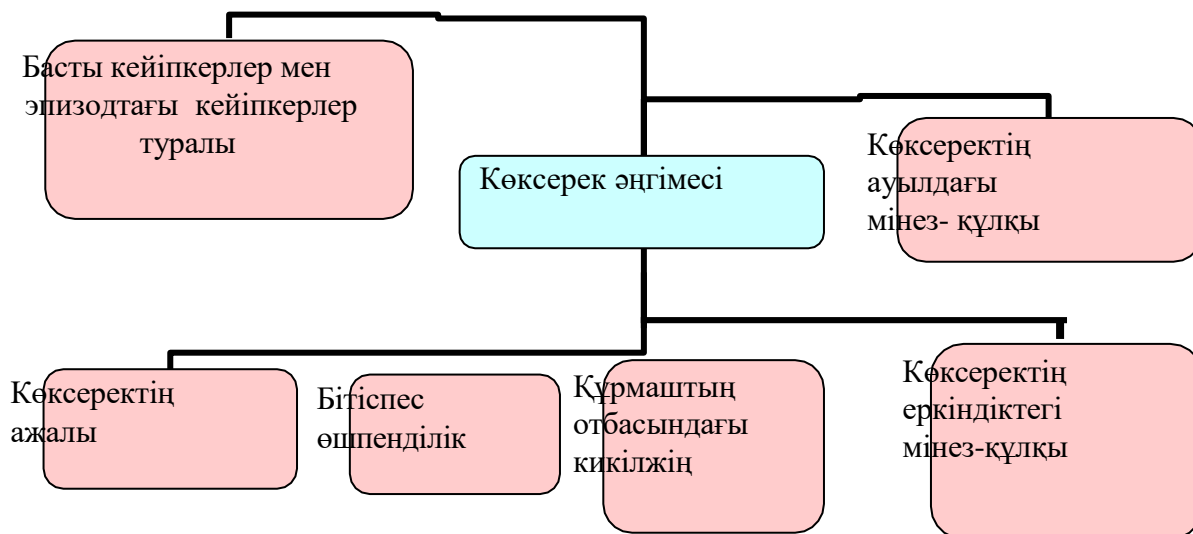 Басты кейіпкерлер мен
эпизодтағы кейіпкерлер
туралы
Көксерек әңгімесі
Көксеректің
ауылдағы
мінез- құлқы
Көксеректің
ажалы
Бітіспес
өшпенділік
Құрмаштың
отбасындағы
кикілжің
Көксеректің
еркіндіктегі
мінез-құлқы